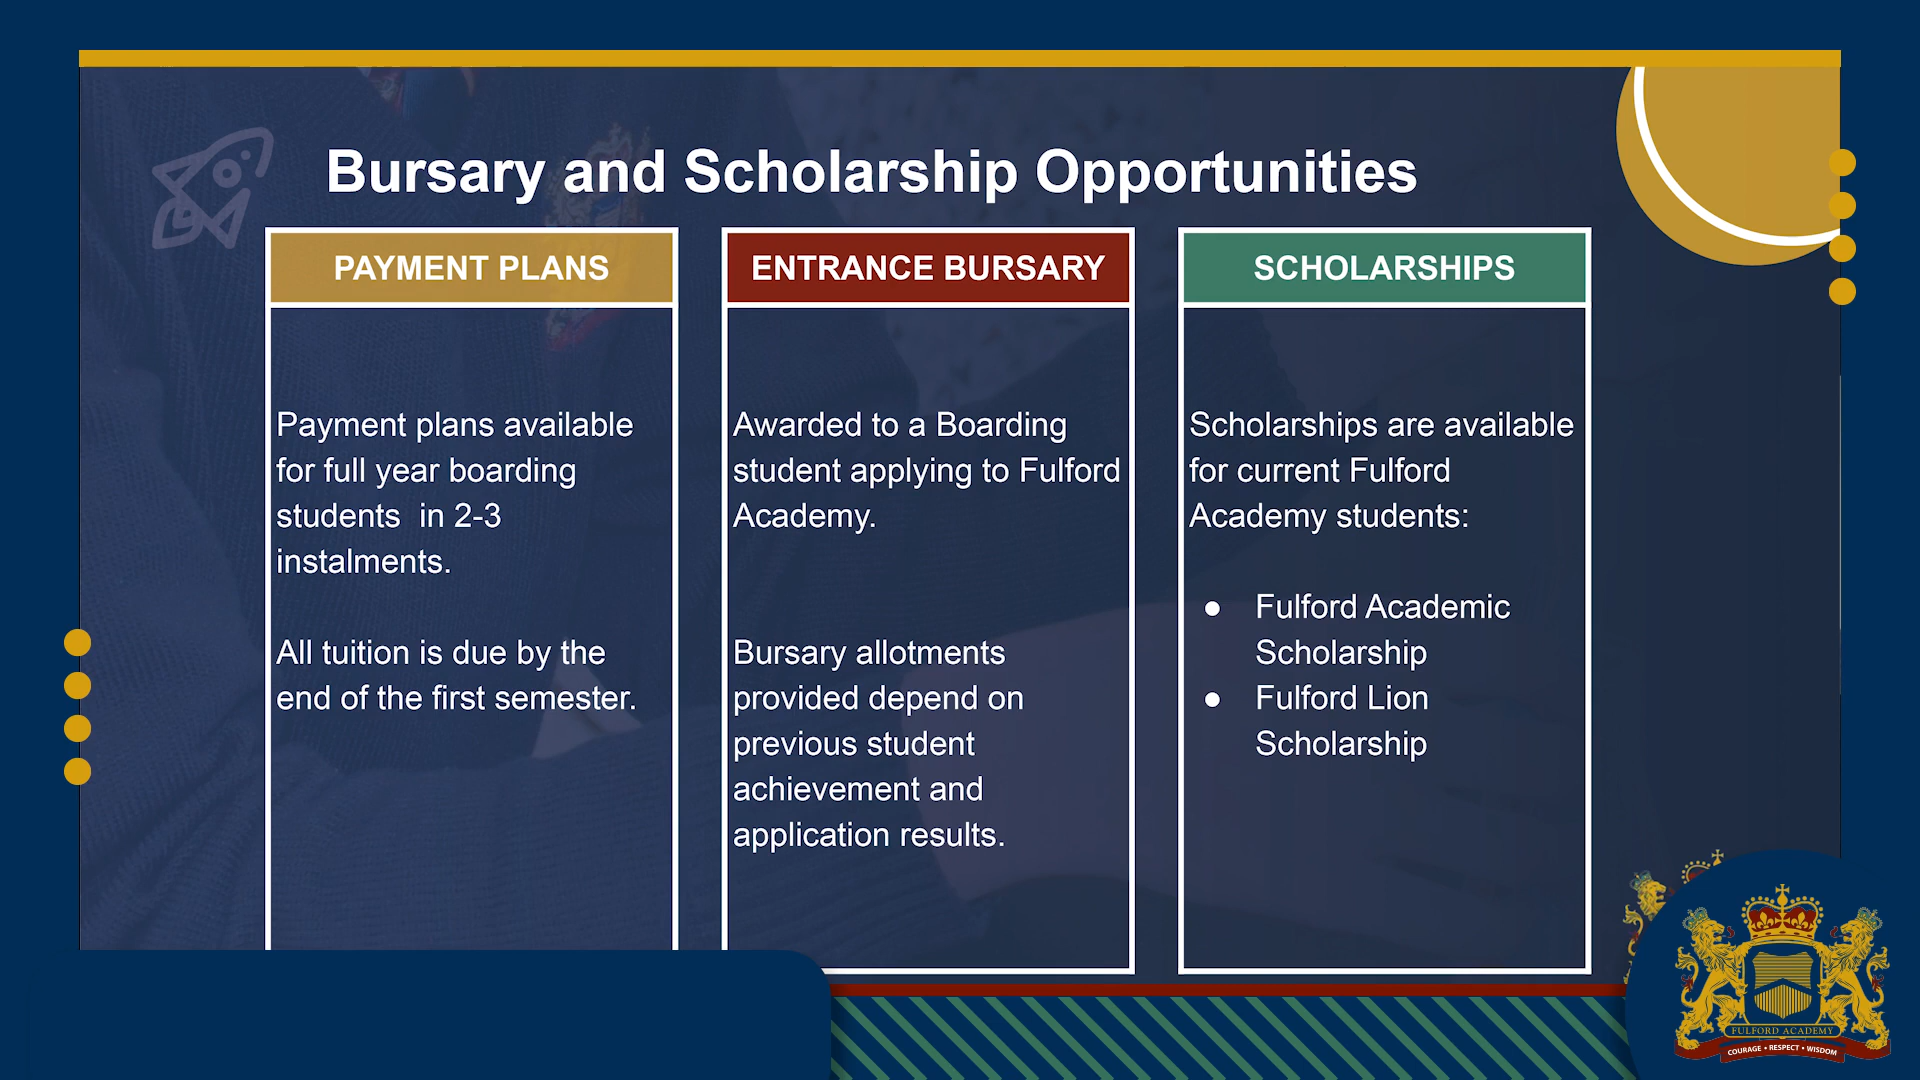 Bursary and Scholarship Opportunities
PAYMENT PLANS
Payment plans available
for full year boarding
students  in 2-3
instalments.
All tuition is due by the
end of the first semester.
ENTRANCE BURSARY
Awarded to a Boarding
student applying to Fulford
Academy.
Bursary allotments
provided depend on
previous student
achievement and
application results.
SCHOLARSHIPS
Scholarships are available
for current Fulford
Academy students:
● Fulford Academic
Scholarship
● Fulford Lion
Scholarship
FULFORD ACADEMY
COURAGE • RESPECT • WISDOM